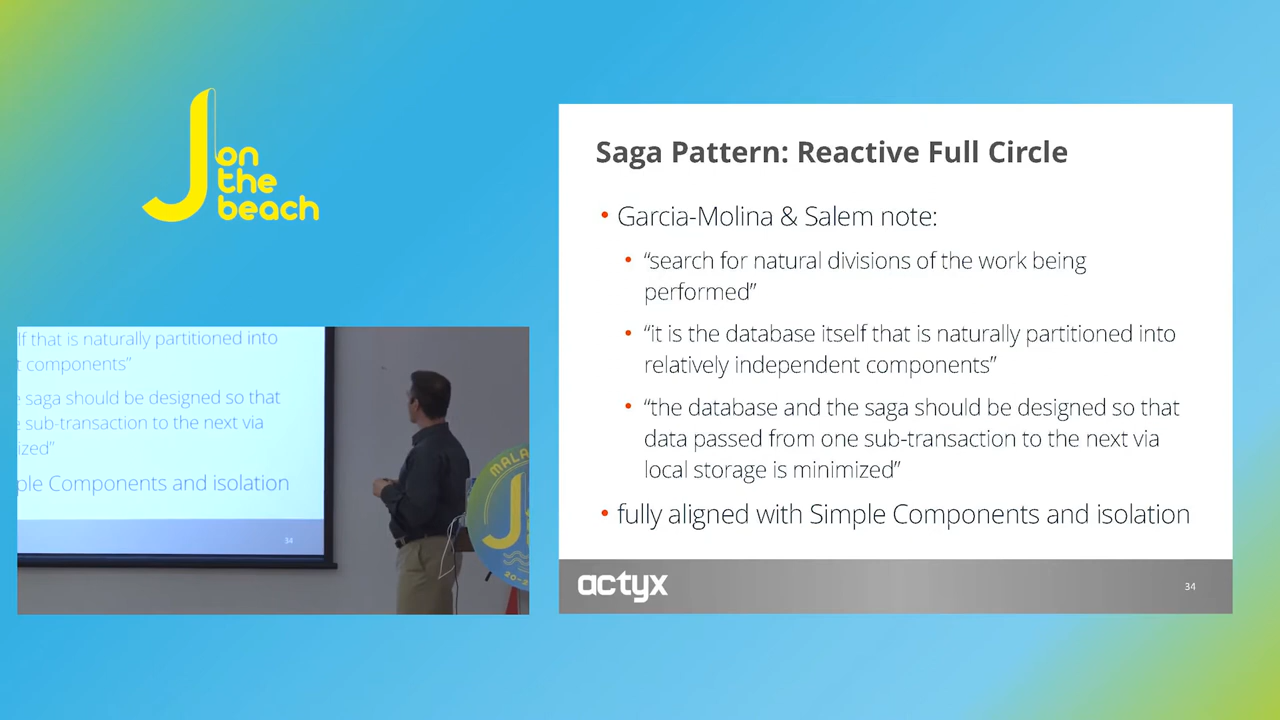 J on
the
beach
Saga Pattern: Reactive Full Circle
• Garcia-Molina & Salem note:
• “search for natural divisions of the work being
performed”
• “it is the database itself that is naturally partitioned into
relatively independent components”
• “the database and the saga should be designed so that
data passed from one sub-transaction to the next via
local storage is minimized”
• fully aligned with Simple Components and isolation
actyx
34
lf that is naturally partitioned into
t components”
e saga should be designed so that
e sub-transaction to the next via
ized”
ple Components and isolation
34
MALA
J
20-2